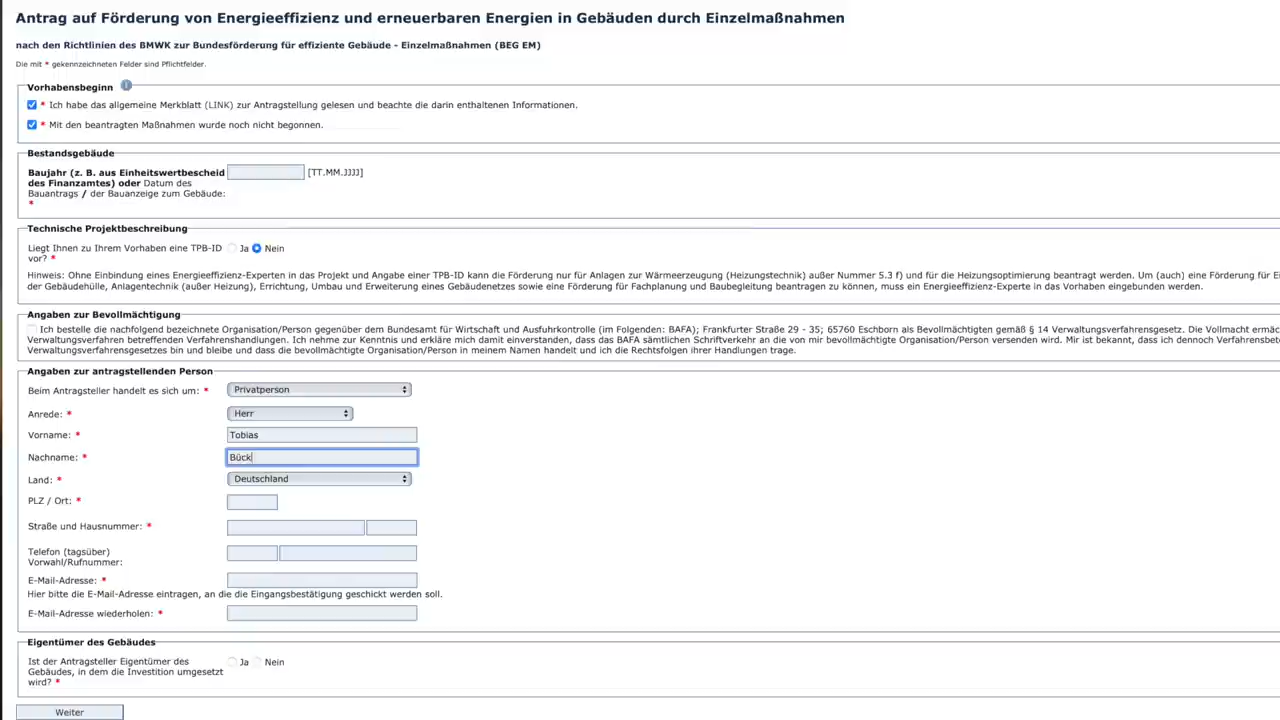 Antrag auf Förderung von Energieeffizienz und erneuerbaren Energien in Gebäuden durch Einzelmaßnahmen
nach den Richtlinien des BMWK zur Bundesförderung für effiziente Gebäude - Einzelmaßnahmen (BEG EM)
Die mit * gekennzeichneten Felder sind Pflichtfelder.
Vorhabensbeginn
* Ich habe das allgemeine Merkblatt (LINK) zur Antragstellung gelesen und beachte die darin enthaltenen Informationen.
* Mit den beantragten Maßnahmen wurde noch nicht begonnen.
Bestandsgebäude
Baujahr (z. B. aus Einheitswertbescheid [TT.MM.JJJJ]
des Finanzamtes) oder Datum des
Bauantrags / der Bauanzeige zum Gebäude:
*
Technische Projektbeschreibung
Liegt Ihnen zu Ihrem Vorhaben eine TPB-ID Ja Nein
vor? *
Hinweis: Ohne Einbindung eines Energieeffizienz-Experten in das Projekt und Angabe einer TPB-ID kann die Förderung nur für Anlagen zur Wärmeerzeugung (Heizungstechnik) außer Nummer 5.3 f) und für die Heizungsoptimierung beantragt werden. Um (auch) eine Förderung für
der Gebäudehülle, Anlagentechnik (außer Heizung), Errichtung, Umbau und Erweiterung eines Gebäudenetzes sowie eine Förderung für Fachplanung und Baubegleitung beantragen zu können, muss ein Energieeffizienz-Experte in das Vorhaben eingebunden werden.
Angaben zur Bevollmächtigung
Ich bestelle die nachfolgend bezeichnete Organisation/Person gegenüber dem Bundesamt für Wirtschaft und Ausfuhrkontrolle (im Folgenden: BAFA); Frankfurter Straße 29 - 35; 65760 Eschborn als Bevollmächtigten gemäß § 14 Verwaltungsverfahrensgesetz. Die Vollmacht
Verwaltungsverfahren betreffenden Verfahrenshandlungen. Ich nehme zur Kenntnis und erkläre mich damit einverstanden, dass das BAFA sämtlichen Schriftverkehr an die von mir bevollmächtigte Organisation/Person versenden wird. Mir ist bekannt, dass ich dennoch
Verwaltungsverfahrensgesetzes bin und bleibe und dass die bevollmächtigte Organisation/Person in meinem Namen handelt und ich die Rechtsfolgen ihrer Handlungen trage.
Angaben zur antragstellenden Person
Beim Antragsteller handelt es sich um: * Privatperson
Anrede: * Herr
Vorname: * Tobias
Nachname: * Bück
Land: * Deutschland
PLZ / Ort: *
Straße und Hausnummer: *
Telefon (tagsüber)
Vorwahl/Rufnummer:
E-Mail-Adresse: *
Hier bitte die E-Mail-Adresse eintragen, an die die Eingangsbestätigung geschickt werden soll.
E-Mail-Adresse wiederholen: *
Eigentümer des Gebäudes
Ist der Antragsteller Eigentümer des Ja Nein
Gebäudes, in dem die Investition umgesetzt
wird? *
Weiter